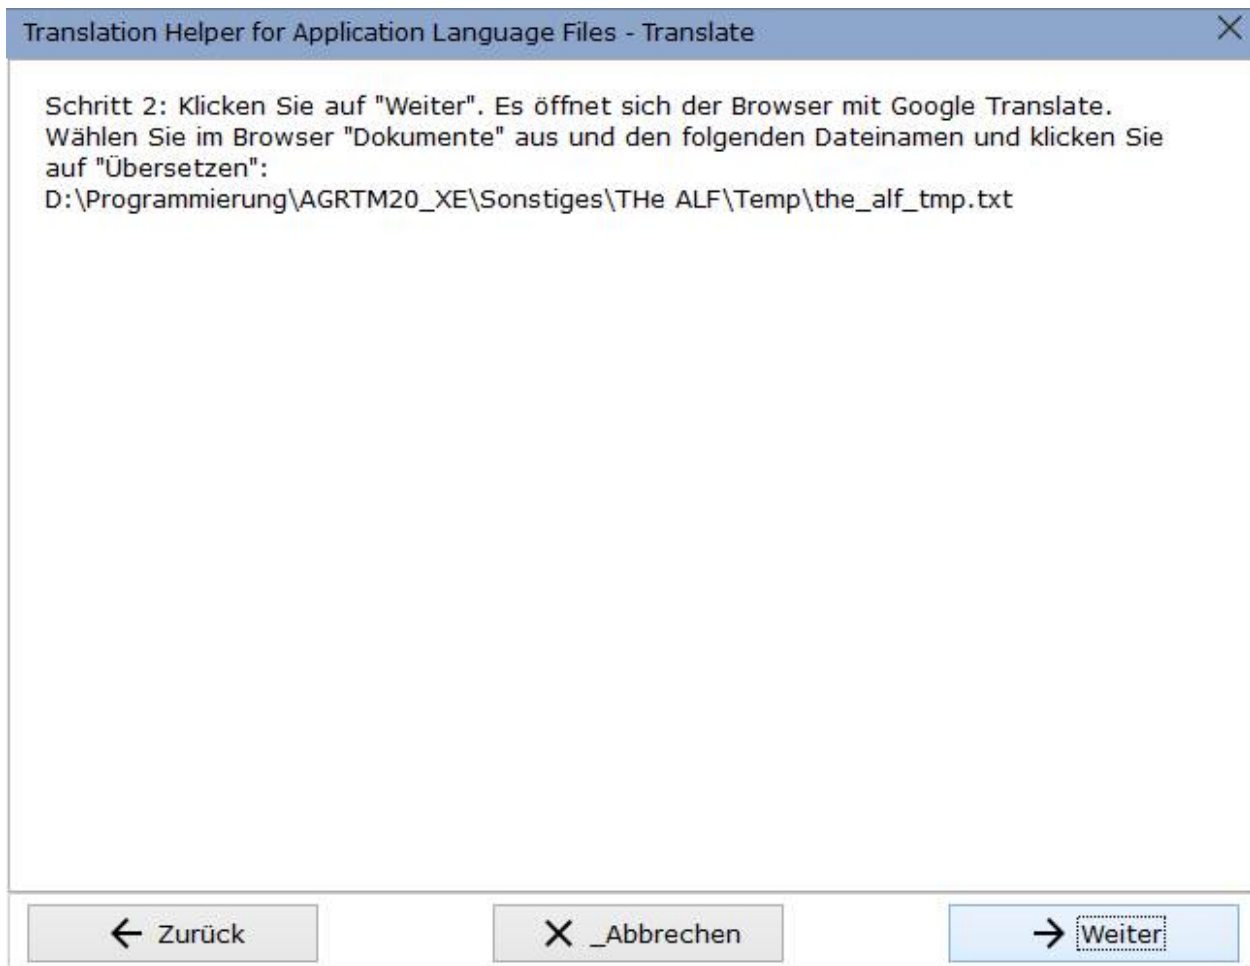 Translation Helper for Application Language Files - Translate
Schritt 2: Klicken Sie auf "Weiter". Es öffnet sich der Browser mit Google Translate.
Wählen Sie im Browser "Dokumente" aus und den folgenden Dateinamen und klicken Sie
auf "Übersetzen":
D:\Programmierung\AGRTM20_XE\Sonstiges\THe ALF\Temp\the_alf_tmp.txt
Zurück
_Abbrechen
Weiter